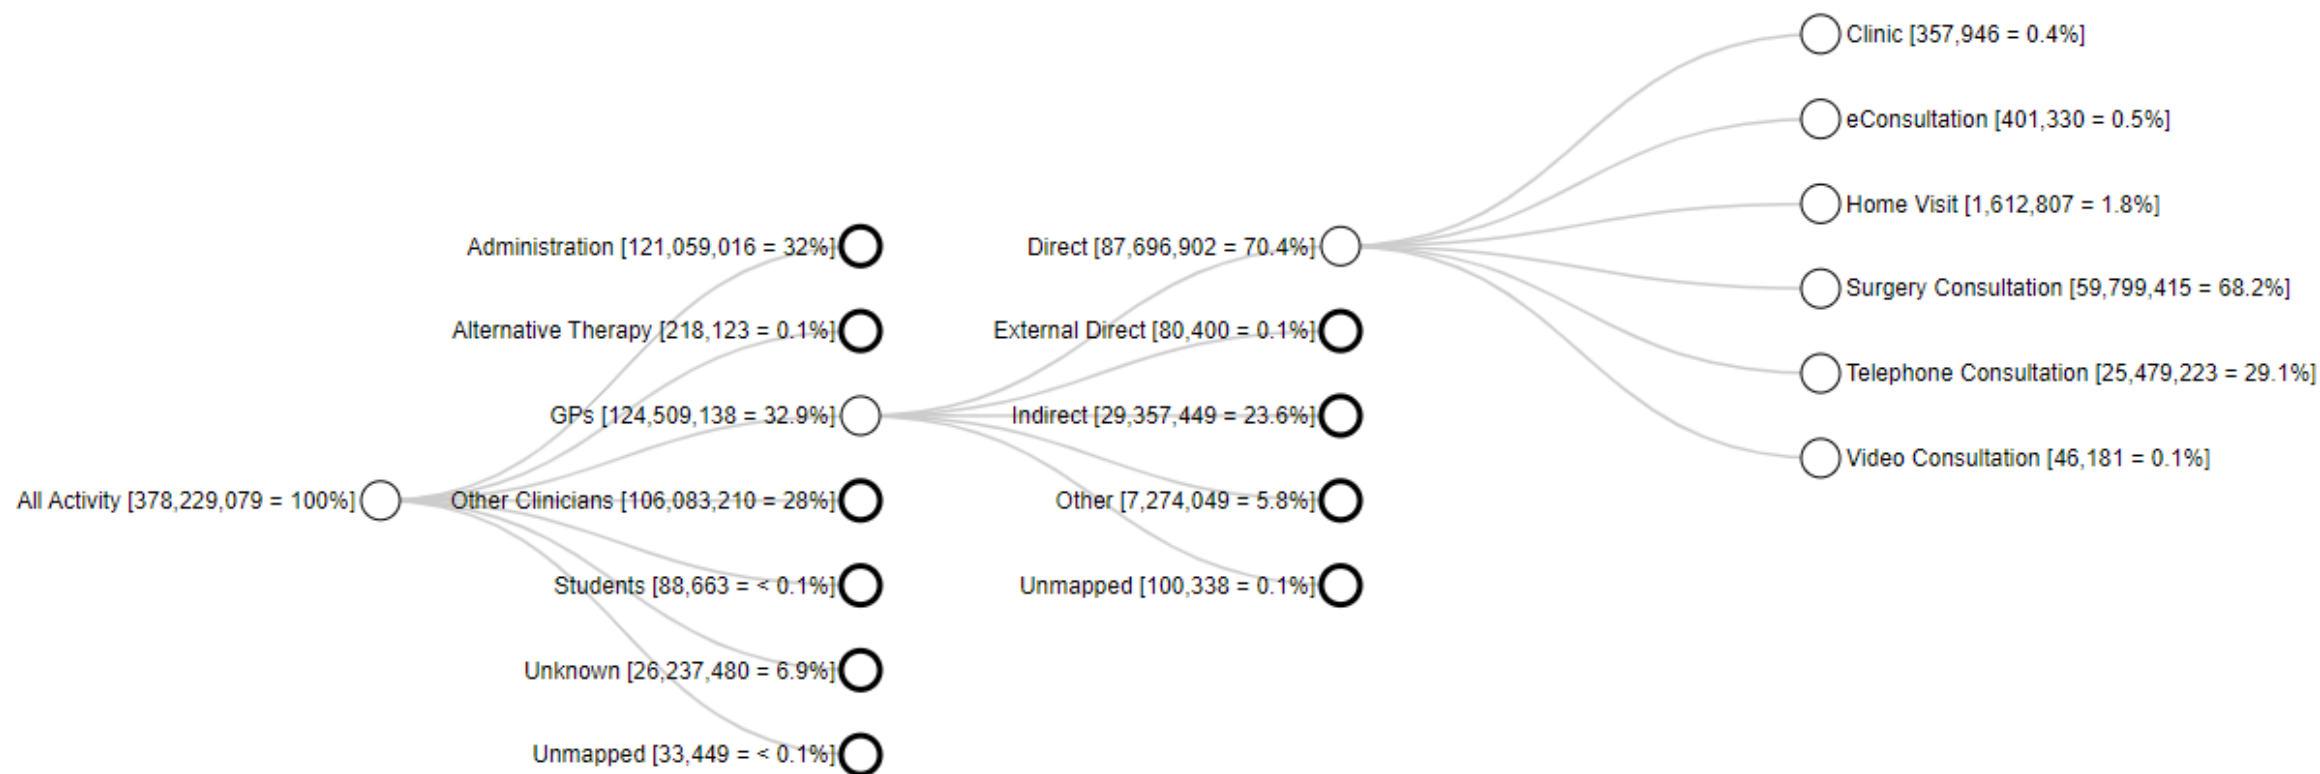 All Activity [378,229,079 = 100%]
Administration [121,059,016 = 32%]
Alternative Therapy [218,123 = 0.1%]
GPs [124,509,138 = 32.9%]
Other Clinicians [106,083,210 = 28%]
Students [88,663 = < 0.1%]
Unknown [26,237,480 = 6.9%]
Unmapped [33,449 = < 0.1%]
Direct [87,696,902 = 70.4%]
External Direct [80,400 = 0.1%]
Indirect [29,357,449 = 23.6%]
Other [7,274,049 = 5.8%]
Unmapped [100,338 = 0.1%]
Clinic [357,946 = 0.4%]
eConsultation [401,330 = 0.5%]
Home Visit [1,612,807 = 1.8%]
Surgery Consultation [59,799,415 = 68.2%]
Telephone Consultation [25,479,223 = 29.1%]
Video Consultation [46,181 = 0.1%]